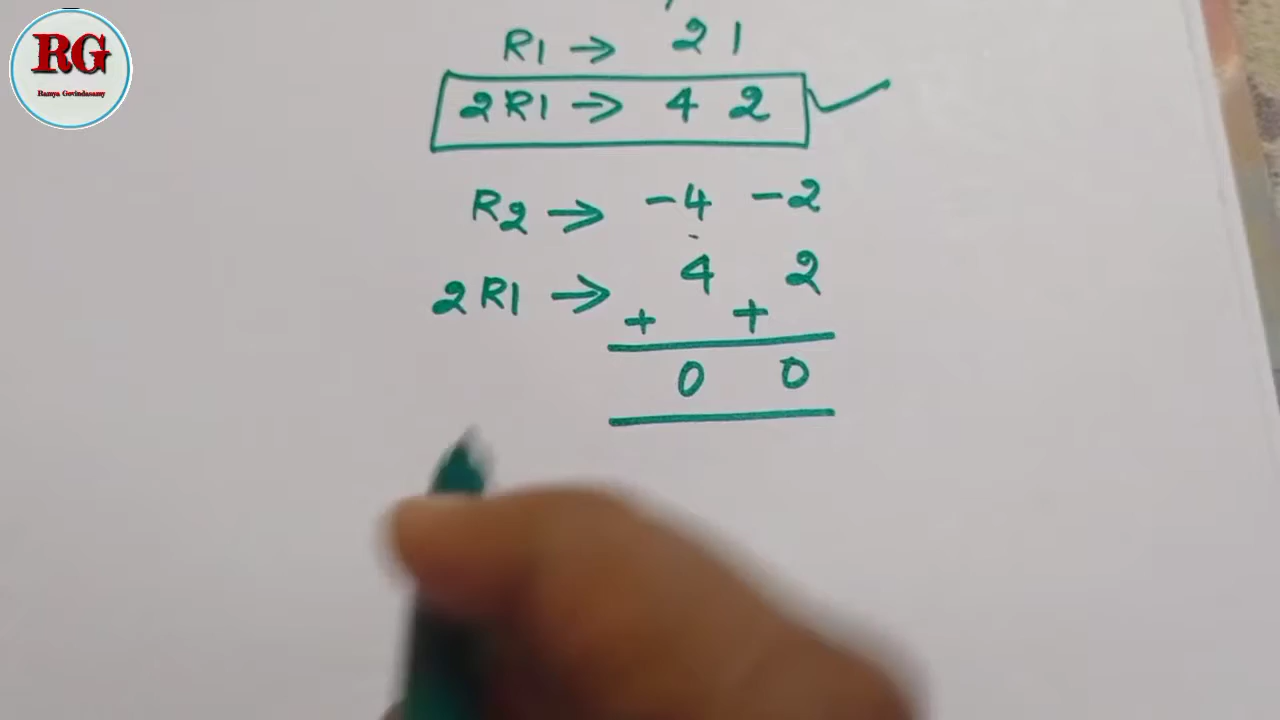 RG
Ramya Govindasamy
R1 → 2 1
2R1 → 4 2 ✓
R2 → -4 -2
2R1 → 4 2
+ +
0 0